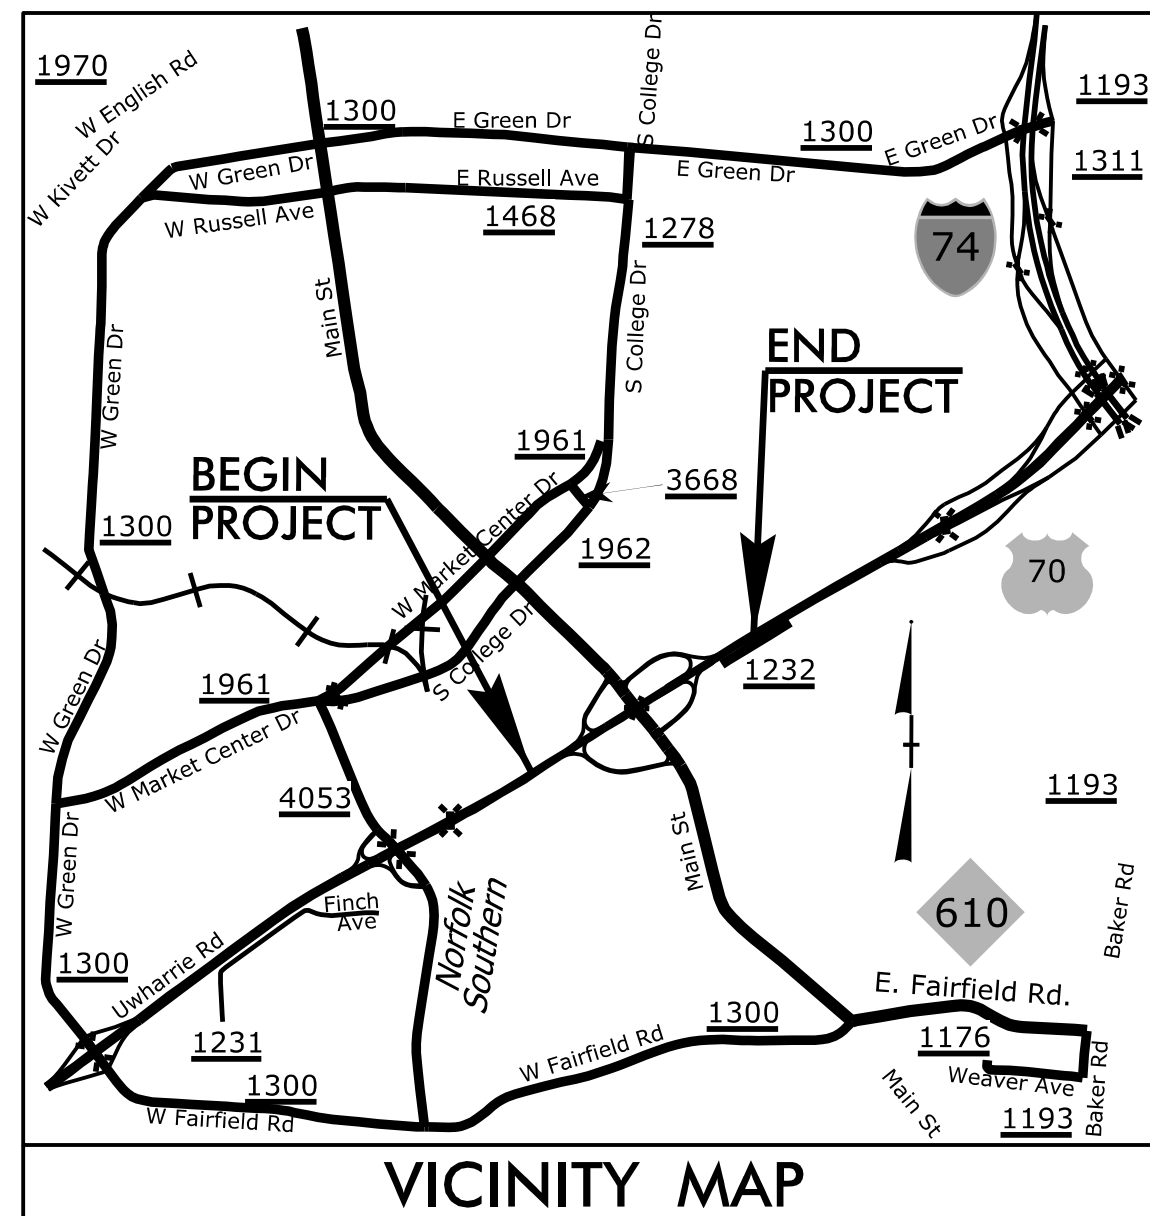 1970
W English Rd
W Kivett Dr
1300
E Green Dr
S College Dr
1300
E Green Dr
1193
1311
W Green Dr
E Russell Ave
E Green Dr
W Russell Ave
1468
1278
74
Main St
S College Dr
W Green Dr
END
PROJECT
1961
BEGIN
PROJECT
3668
W Market Center Dr
1300
1962
70
W Green Dr
S College Dr
1961
1232
W Market Center Dr
4053
1193
Main St
W Green Dr
Finch
Ave
Norfolk
Southern
610
Baker Rd
Uwharrie Rd
1300
E. Fairfield Rd.
1231
1300
W Fairfield Rd
1300
W Fairfield Rd
1176
Weaver Ave
Main St
Baker Rd
1193
VICINITY MAP